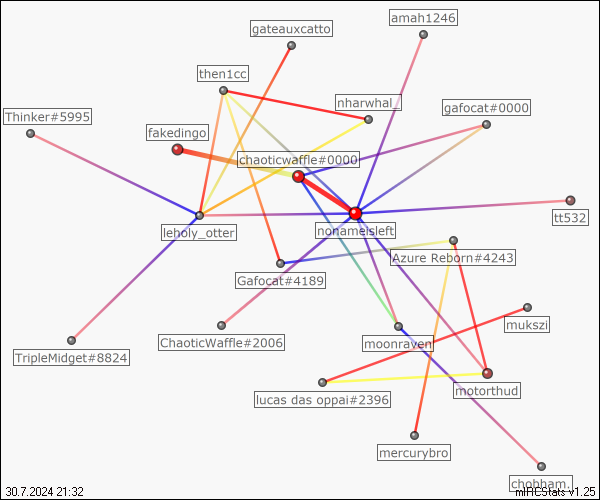 amah1246
gateauxcatto
then1cc
nharwhal_
gafocat#0000
Thinker#5995
fakedingo
chaoticwaffle#0000
tt532
leholy_otter
nonameisleft
Azure Reborn#4243
Gafocat#4189
mukszi
ChaoticWaffle#2006
moonraven
TripleMidget#8824
motorthud
lucas das oppai#2396
mercurybro
chobham.
30.7.2024 21:32
mIRCStats v1.25